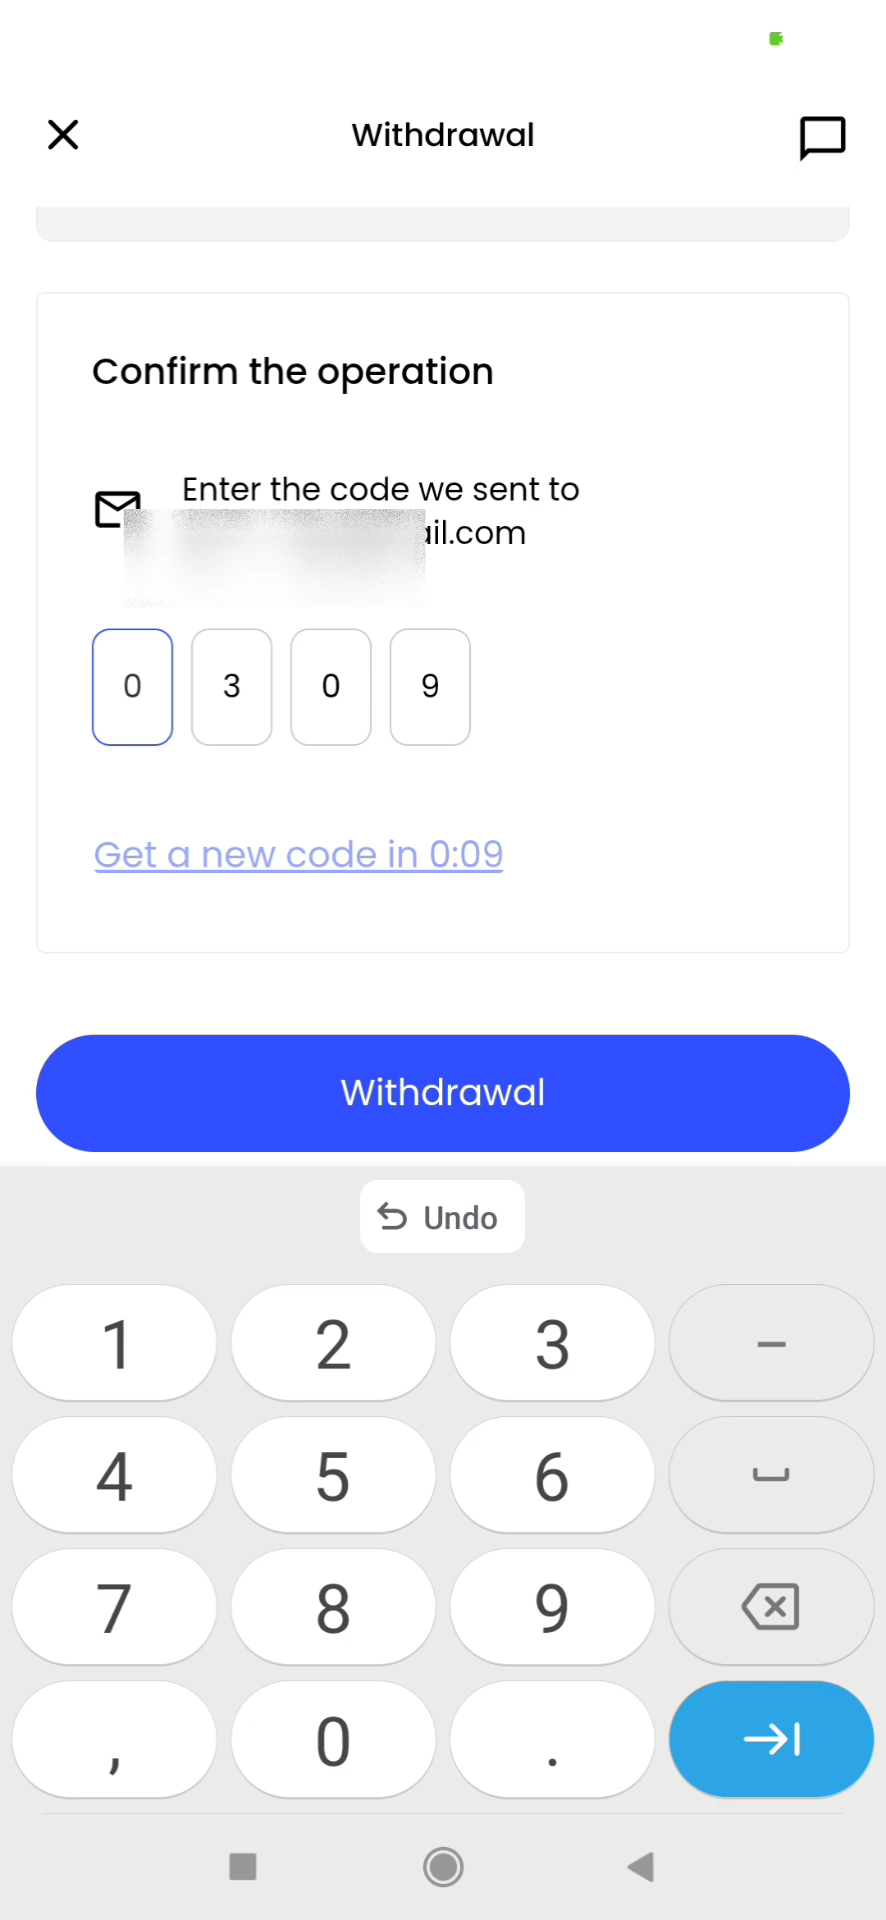 Withdrawal
Confirm the operation
Enter the code we sent to
ail.com
0 3 0 9
Get a new code in 0:09
Withdrawal
Undo
1 2 3 –
4 5 6
7 8 9
, 0 .